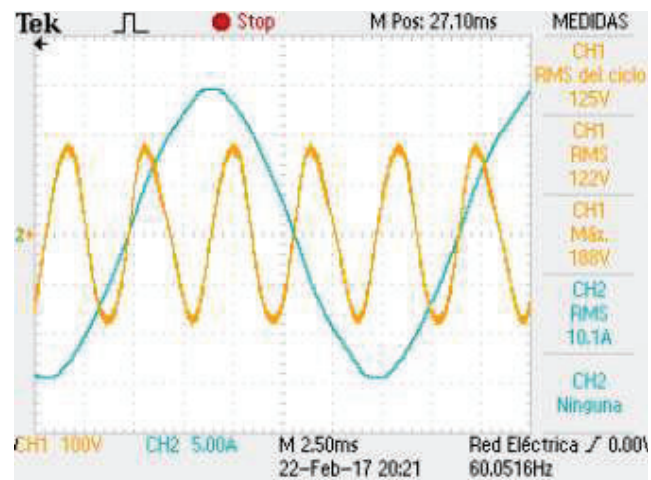 Tek Stop M Pos: 27.10ms MEDIDAS
CH1
RMS del ciclo
125V
CH1
RMS
122V
CH1
Máx.
188V
2
CH2
RMS
10.1A
CH2
Ninguna
CH1 100V CH2 5.00A M 2.50ms Red Eléctrica 0.00V
22-Feb-17 20:21 60.0516Hz